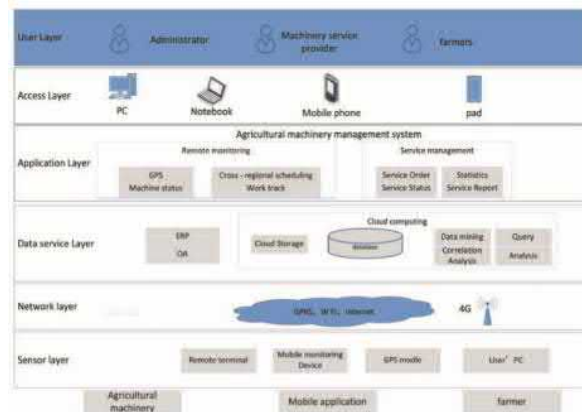 User Layer
Administrator
Machinery service
provider
farmers
Access Layer
PC
Notebook
Mobile phone
pad
Agricultural machinery management system
Application Layer
Remote monitoring
GPS
Machine status
Cross - regional scheduling
Work track
Service management
Service Order
Service Status
Statistics
Service Report
Data service Layer
ERP
OA
Cloud computing
Cloud Storage
Data mining
Correlation
Analysis
Query
Analysis
Network layer
GPRS, Internet
4G
Sensor layer
Remote terminal
Mobile monitoring
Device
GPS modle
User' PC
Agricultural
machinery
Mobile application
farmer